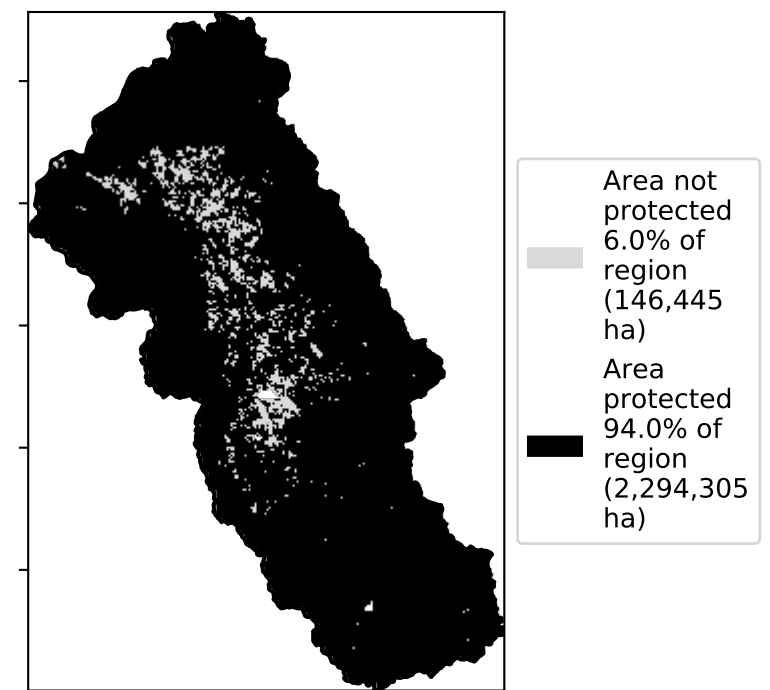 Area not
protected
6.0% of
region
(146,445
ha)
Area
protected
94.0% of
region
(2,294,305
ha)